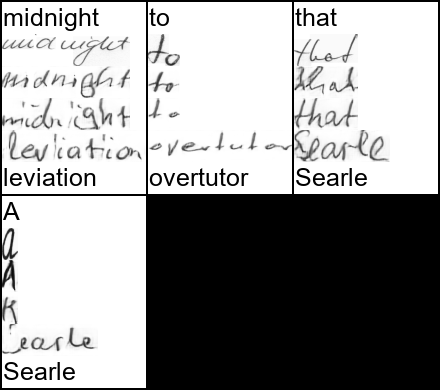 midnight to that
midnight to that
midnight to that
midnight to that
leviation overtutor Searle
leviation overtutor Searle
A
a
A
A
Searle
Searle